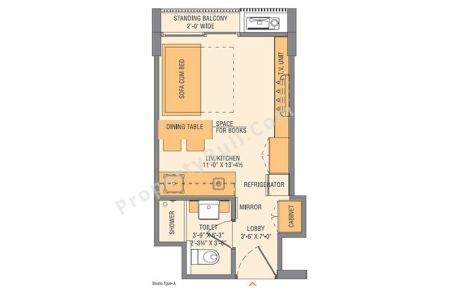 STANDING BALCONY
2'-0" WIDE
T.V. UNIT
SOFA CUM BED
DINING TABLE
SPACE
FOR BOOKS
LIV./KITCHEN
11'-0" X 13'-4½
REFRIGERATOR
MIRROR
SHOWER
CABINET
TOILET
3'-9" X 6'-3"
2'-3¼" X 3'-6"
LOBBY
3'-6" X 7'-0"
Studio Type-A
PropertyBull.Com